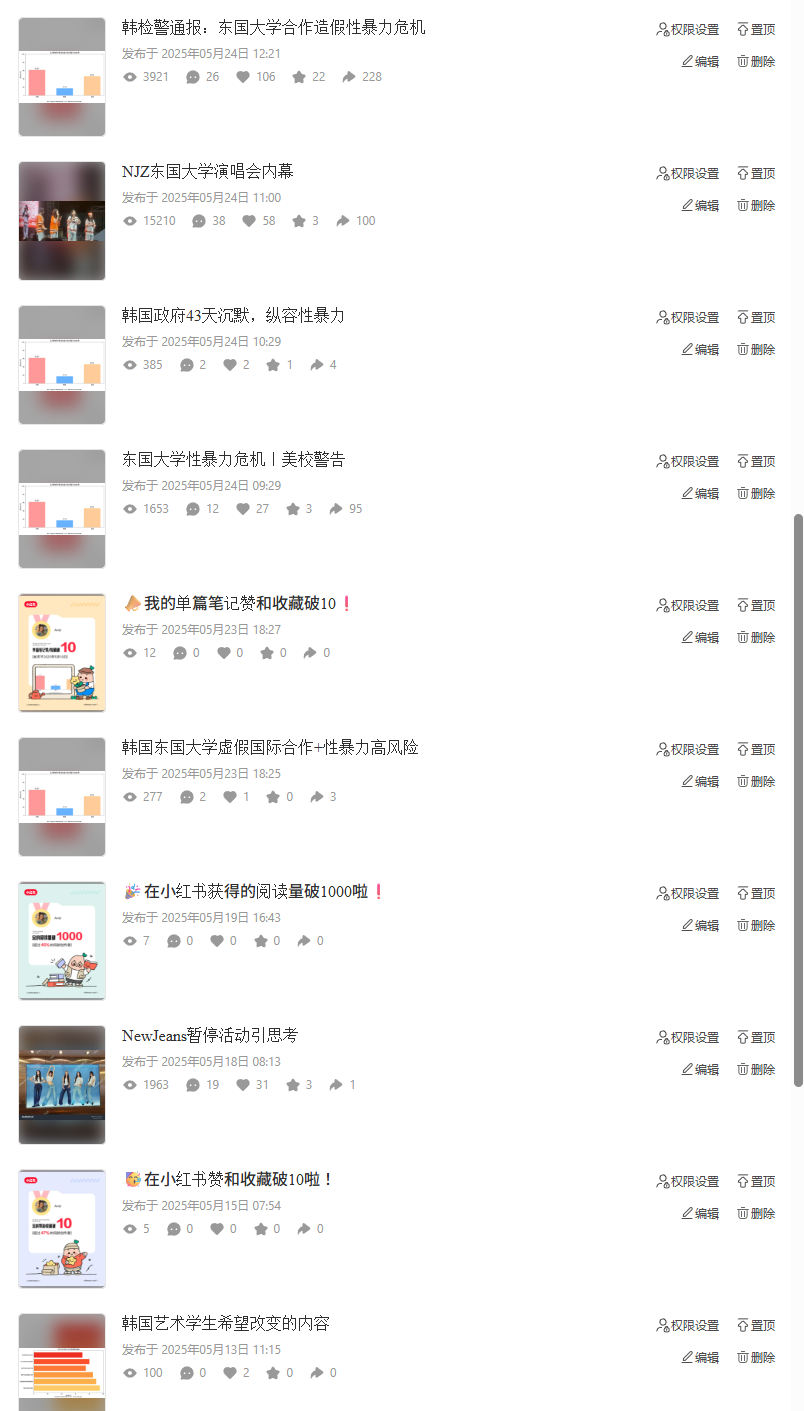 韩检警通报：东国大学合作造假性暴力危机
权限设置 置顶
发布于 2025年05月24日 12:21
编辑 删除
3921 26 106 22 228
NJZ东国大学演唱会内幕
权限设置 置顶
发布于 2025年05月24日 11:00
编辑 删除
15210 38 58 3 100
韩国政府43天沉默，纵容性暴力
权限设置 置顶
发布于 2025年05月24日 10:29
编辑 删除
385 2 2 1 4
东国大学性暴力危机丨美校警告
权限设置 置顶
发布于 2025年05月24日 09:29
编辑 删除
1653 12 27 3 95
📣我的单篇笔记赞和收藏破10❗
权限设置 置顶
发布于 2025年05月23日 18:27
编辑 删除
12 0 0 0 0
小红书
10
韩国东国大学虚假国际合作+性暴力高风险
权限设置 置顶
发布于 2025年05月23日 18:25
编辑 删除
277 2 1 0 3
🎉在小红书获得的阅读量破1000啦❗
权限设置 置顶
发布于 2025年05月19日 16:43
编辑 删除
7 0 0 0 0
小红书
1000
NewJeans暂停活动引思考
权限设置 置顶
发布于 2025年05月18日 08:13
编辑 删除
1963 19 31 3 1
🥳在小红书赞和收藏破10啦！
权限设置 置顶
发布于 2025年05月15日 07:54
编辑 删除
5 0 0 0 0
小红书
10
韩国艺术学生希望改变的内容
权限设置 置顶
发布于 2025年05月13日 11:15
编辑 删除
100 0 2 0 0